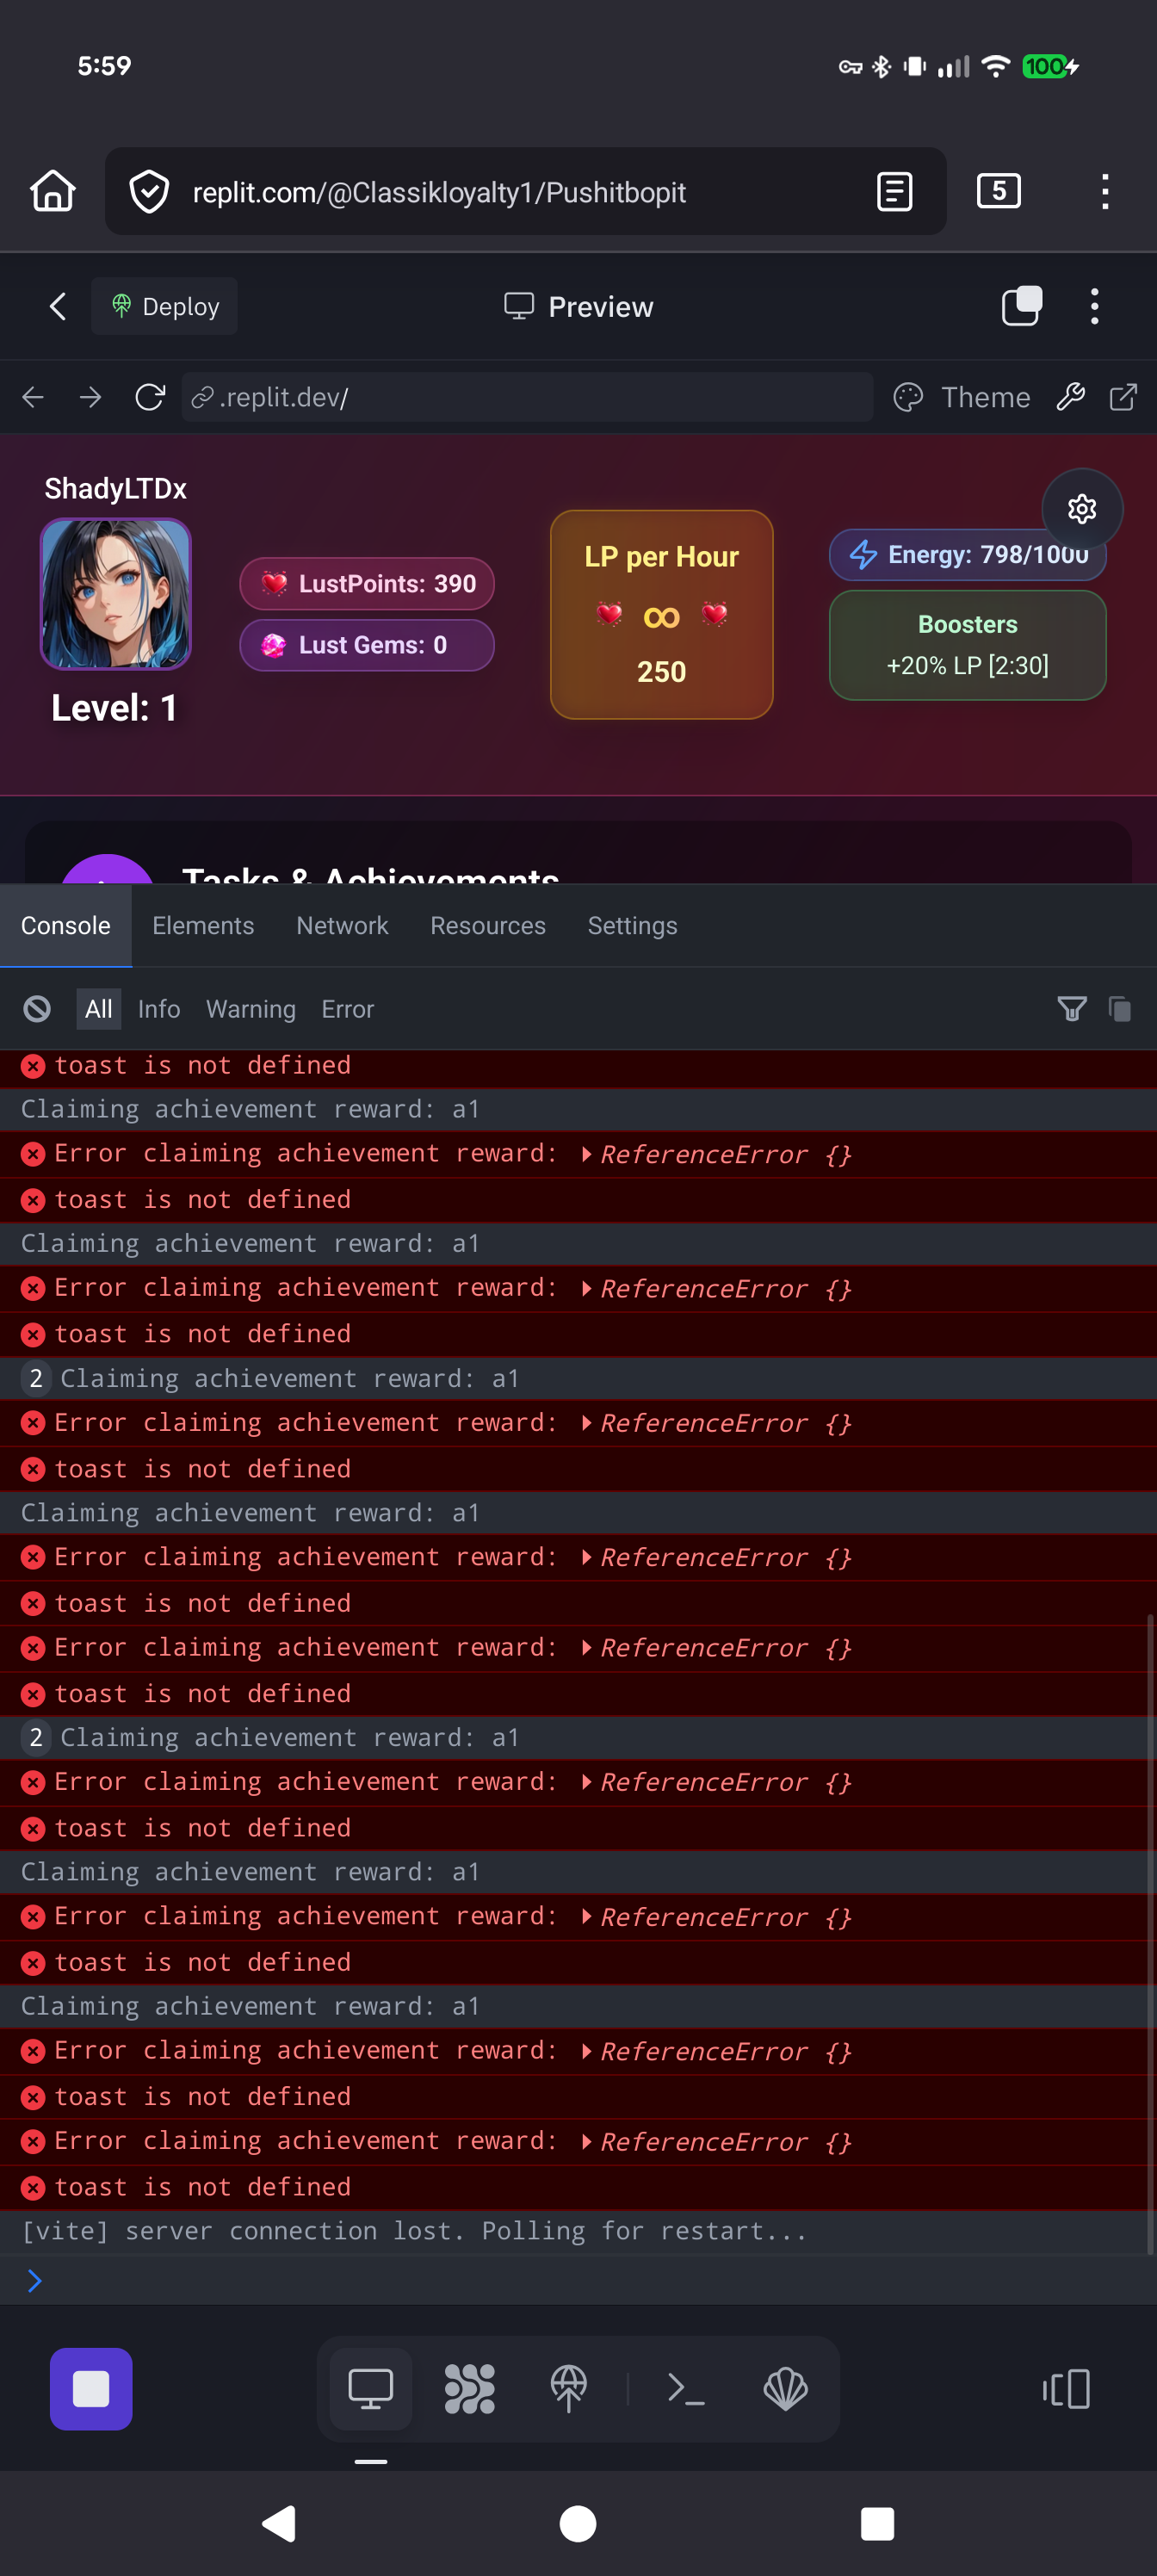 5:59
100
replit.com/@Classikloyalty1/Pushitbopit
5
Deploy
Preview
.replit.dev/
Theme
ShadyLTDx
Level: 1
LustPoints: 390
Lust Gems: 0
LP per Hour
∞
250
Energy: 798/1000
Boosters
+20% LP [2:30]
Tasks & Achievements
Console Elements Network Resources Settings
All Info Warning Error
toast is not defined
Claiming achievement reward: a1
Error claiming achievement reward: ReferenceError {}
toast is not defined
Claiming achievement reward: a1
Error claiming achievement reward: ReferenceError {}
toast is not defined
2 Claiming achievement reward: a1
Error claiming achievement reward: ReferenceError {}
toast is not defined
Claiming achievement reward: a1
Error claiming achievement reward: ReferenceError {}
toast is not defined
Error claiming achievement reward: ReferenceError {}
toast is not defined
2 Claiming achievement reward: a1
Error claiming achievement reward: ReferenceError {}
toast is not defined
Claiming achievement reward: a1
Error claiming achievement reward: ReferenceError {}
toast is not defined
Claiming achievement reward: a1
Error claiming achievement reward: ReferenceError {}
toast is not defined
Error claiming achievement reward: ReferenceError {}
toast is not defined
[vite] server connection lost. Polling for restart...